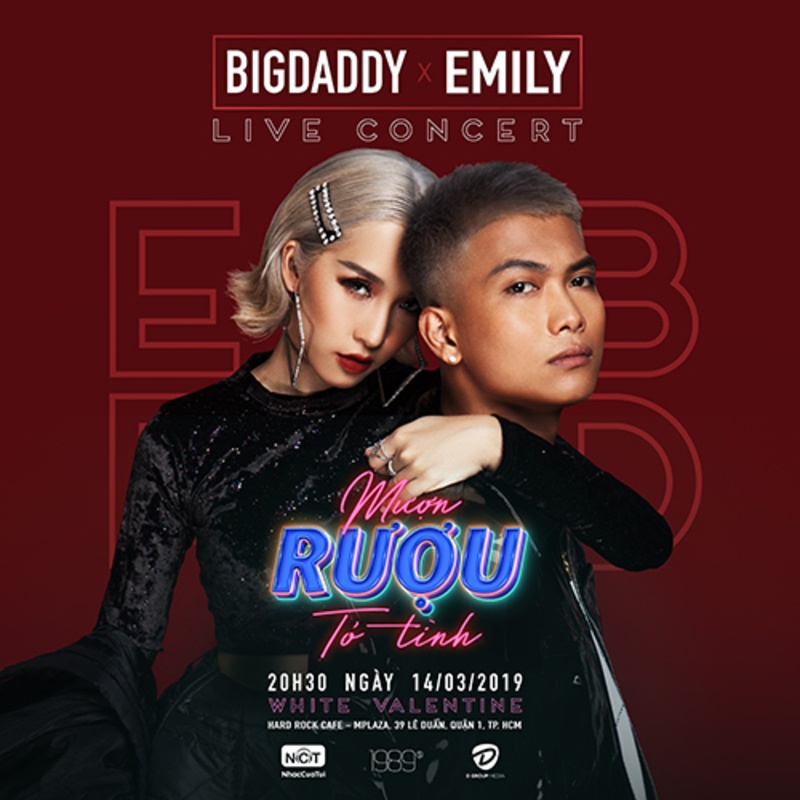 BIGDADDY x EMILY
LIVE CONCERT
Mượn
RƯỢU
Tỏ tình
20H30 NGÀY 14/03/2019
WHITE VALENTINE
HARD ROCK CAFE – MPLAZA, 39 LÊ DUẨN, QUẬN 1, TP. HCM
NCT
NhacCuaTui
1989s
D GROUP MEDIA